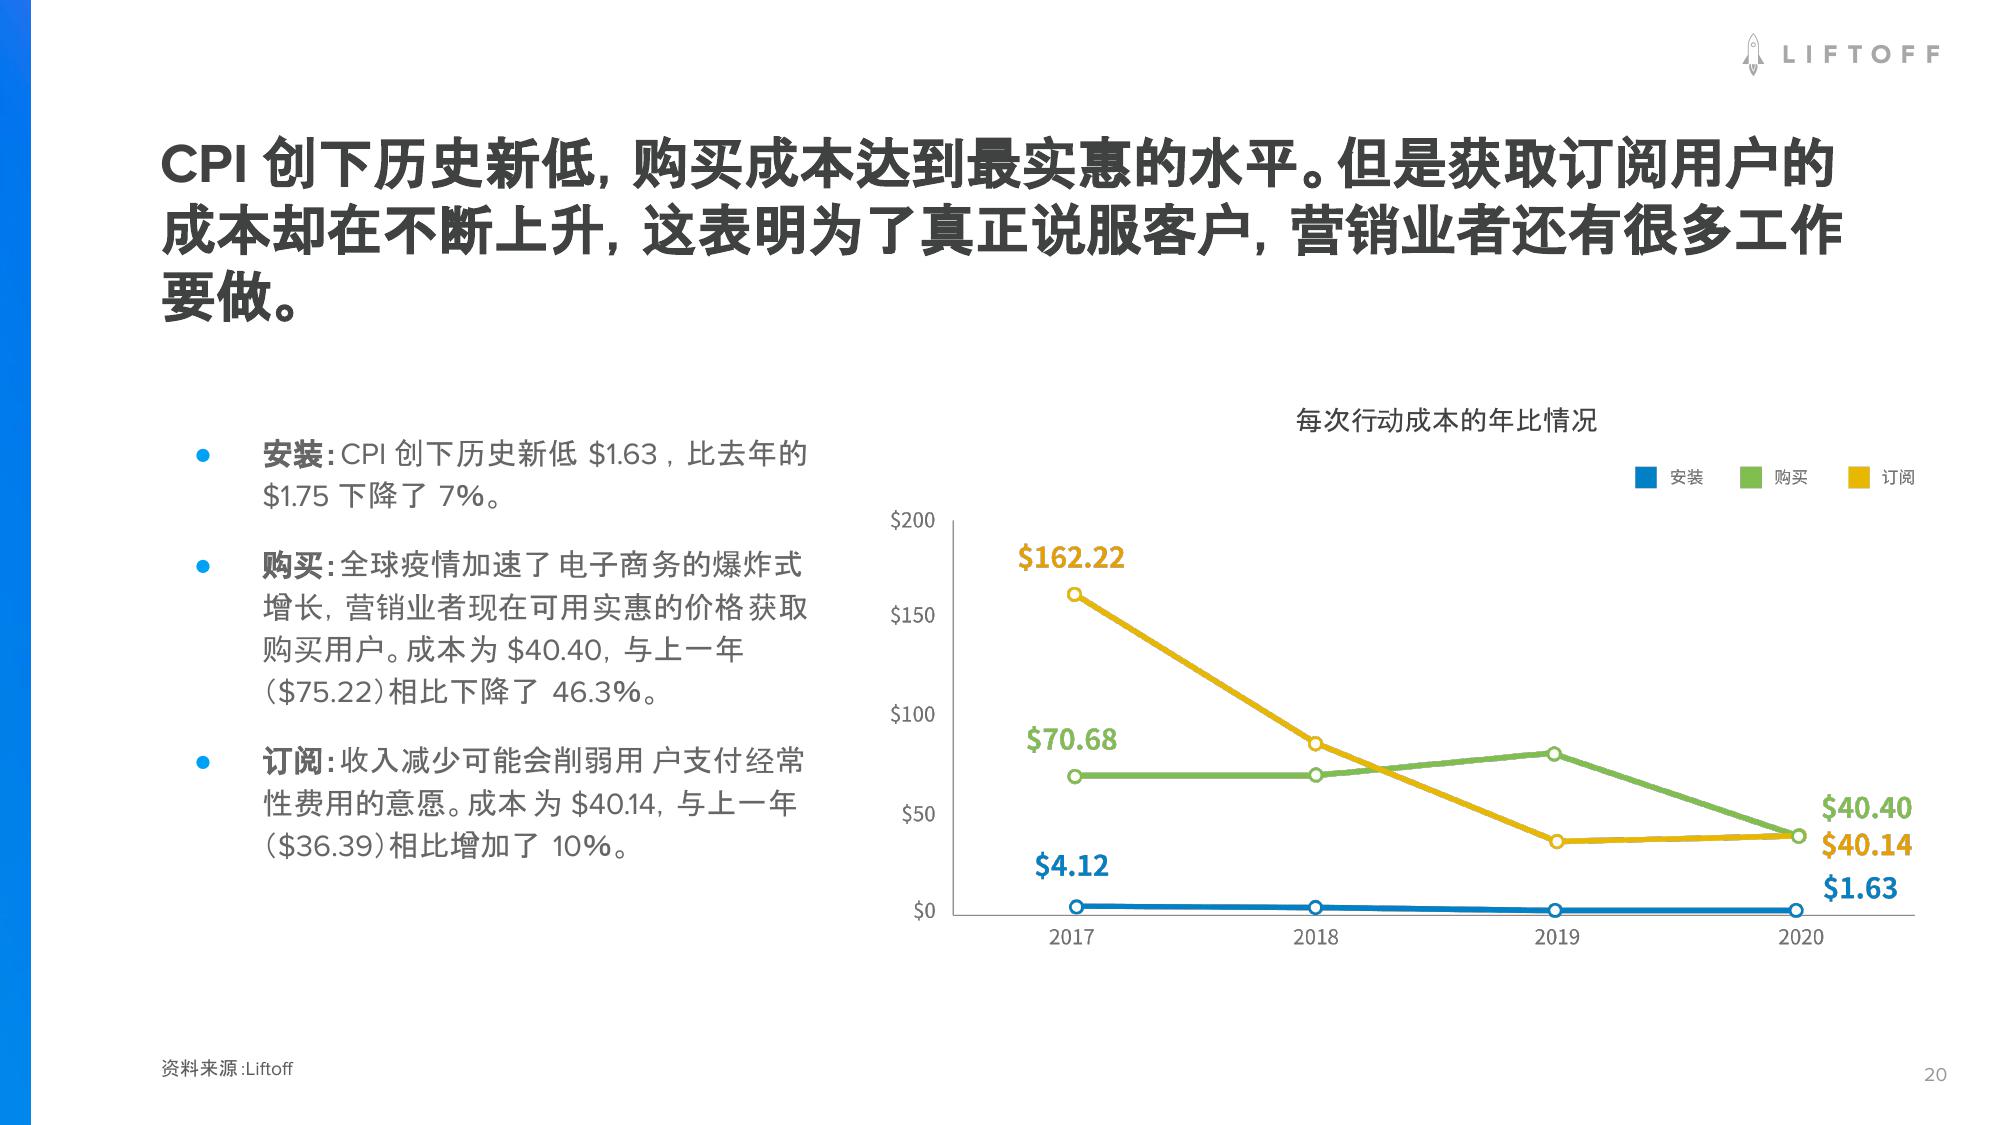 LIFTOFF
CPI 创下历史新低, 购买成本达到最实惠的水平。但是获取订阅用户的
成本却在不断上升, 这表明为了真正说服客户, 营销业者还有很多工作
要做。
每次行动成本的年比情况
安装 购买 订阅
● 安装:CPI 创下历史新低 $1.63 , 比去年的
$1.75 下降了 7%。
● 购买:全球疫情加速了电子商务的爆炸式
增长, 营销业者现在可用实惠的价格获取
购买用户。成本为 $40.40, 与上一年
($75.22)相比下降了 46.3%。
● 订阅:收入减少可能会削弱用户支付经常
性费用的意愿。成本为 $40.14, 与上一年
($36.39)相比增加了 10%。
$200
$162.22
$150
$100
$70.68
$50
$40.40
$40.14
$4.12
$1.63
$0
2017 2018 2019 2020
资料来源:Liftoff
20